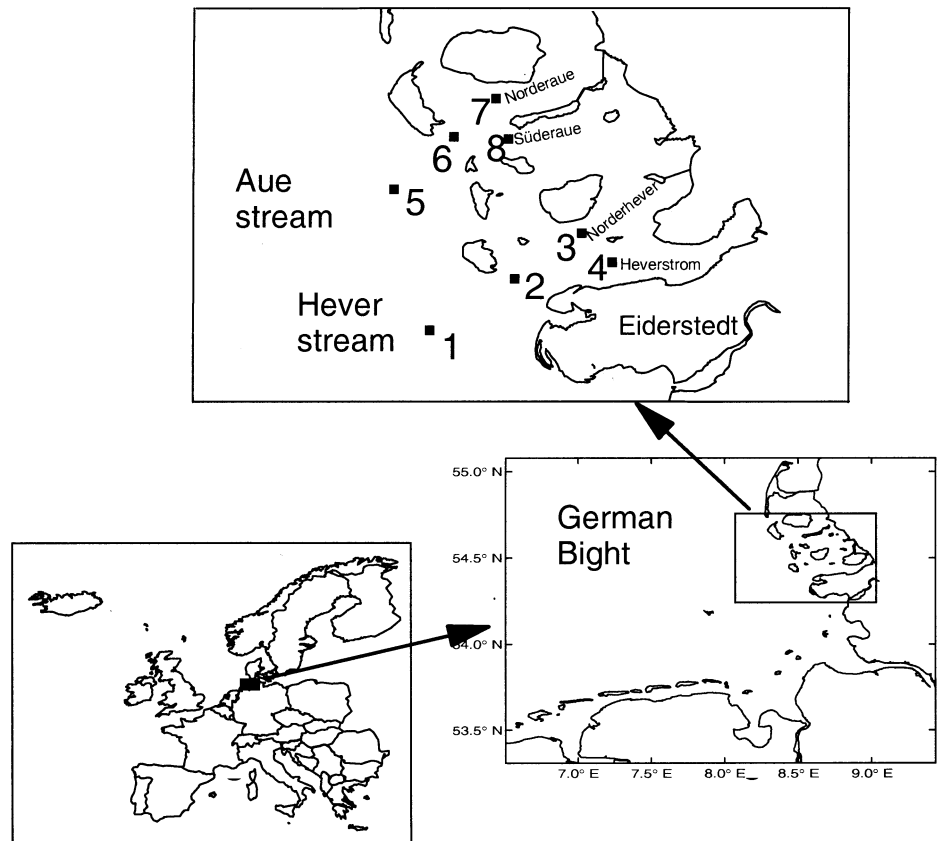 Norderaue
7
Süderaue
8
6
Aue
stream
5
Norderhever
3
4
Heverstrom
2
Hever
stream
1
Eiderstedt
55.0° N
German
Bight
54.5° N
54.0° N
53.5° N
7.0° E 7.5° E 8.0° E 8.5° E 9.0° E